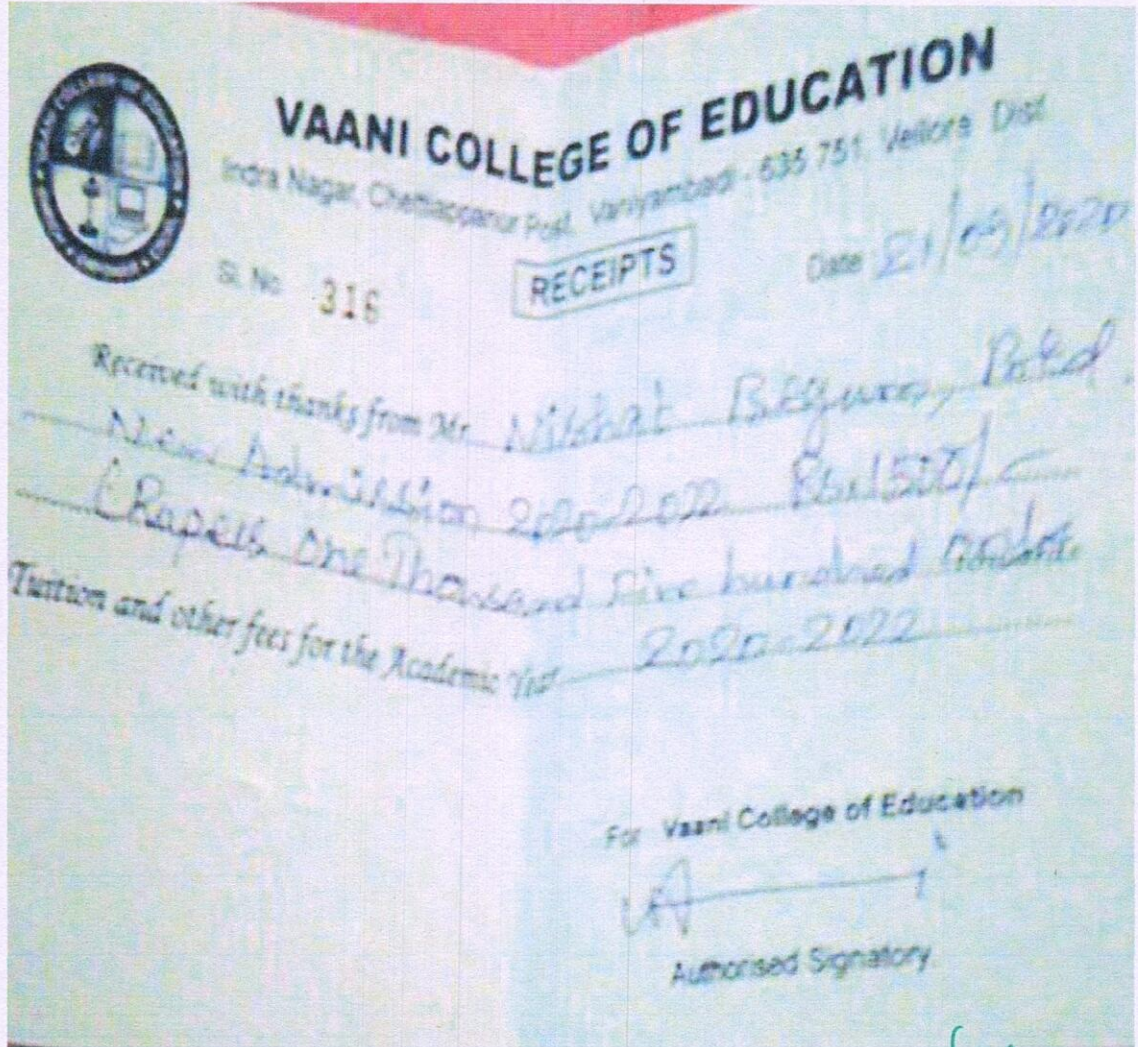 VAANI COLLEGE OF EDUCATION
Indra Nagar, Chettiappanur Post, Vaniyambadi - 635 751, Vellore Dist.
Sl. No. 316
RECEIPTS
Date 21/09/2020
Received with thanks from Mr. Nishat Begum,
New Admission 2020-2022 Rs.1500/-
(Rupees One Thousand Five hundred
Tuition and other fees for the Academic Year 2020-2022
For Vaani College of Education
Authorised Signatory